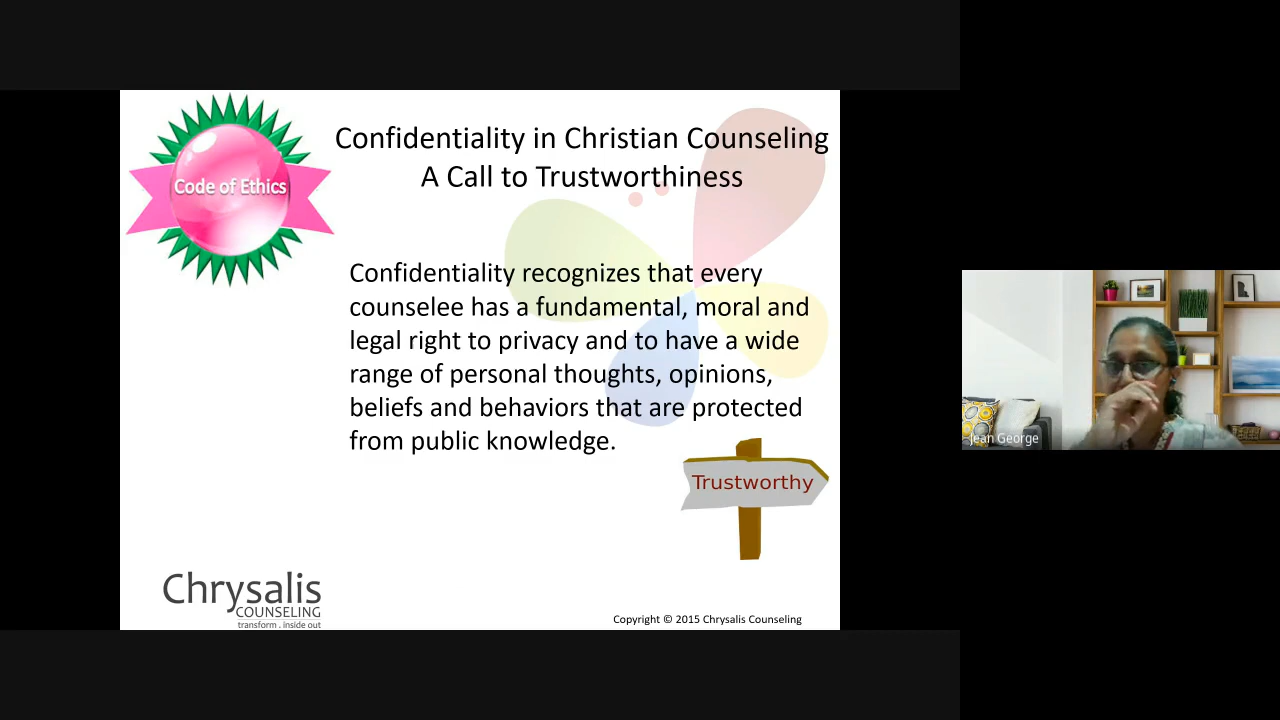 Code of Ethics
Confidentiality in Christian Counseling
A Call to Trustworthiness
Confidentiality recognizes that every
counselee has a fundamental, moral and
legal right to privacy and to have a wide
range of personal thoughts, opinions,
beliefs and behaviors that are protected
from public knowledge.
Trustworthy
Chrysalis
COUNSELING
transform . inside out
Copyright © 2015 Chrysalis Counseling
Jean George